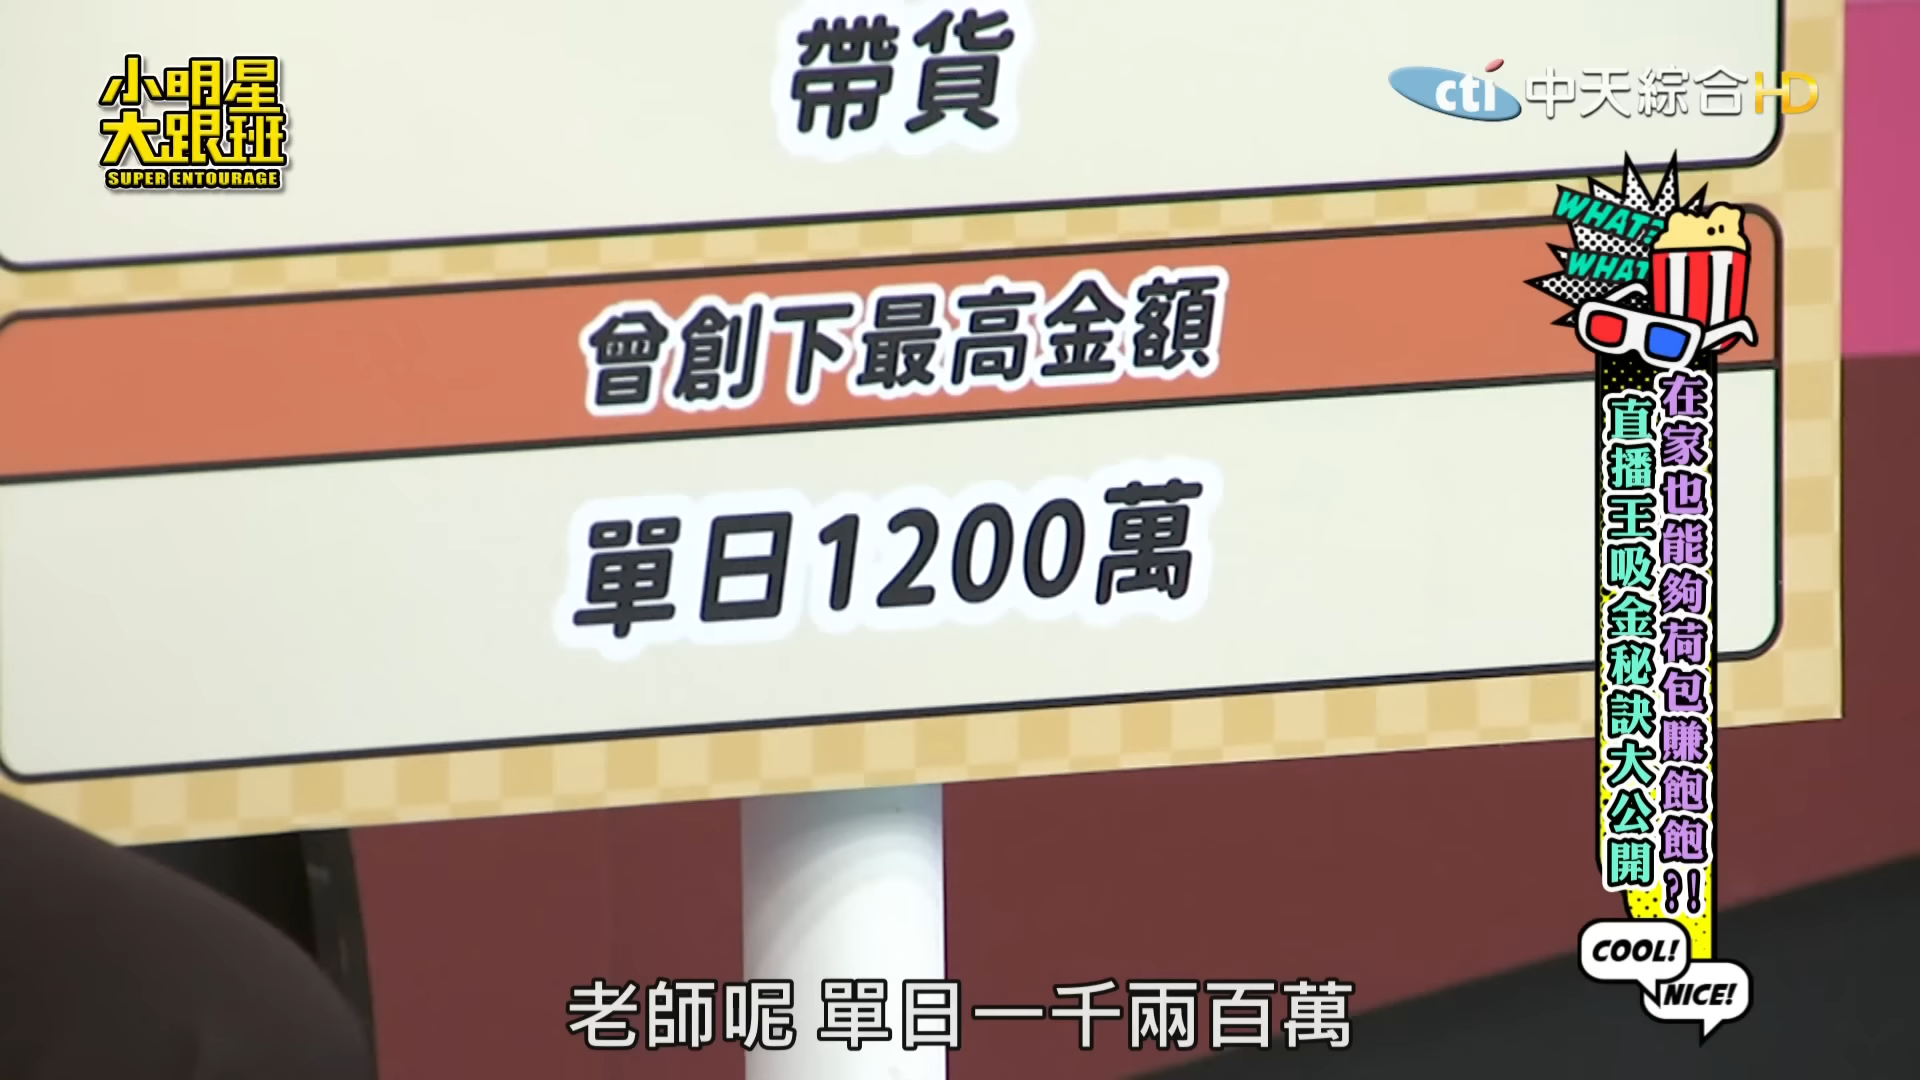 小明星
大跟班
SUPER ENTOURAGE
cti 中天綜合HD
帶貨
曾創下最高金額
單日1200萬
WHAT?
WHAT
在家也能夠荷包賺飽飽?!
直播王吸金秘訣大公開
COOL!
NICE!
老師呢 單日一千兩百萬